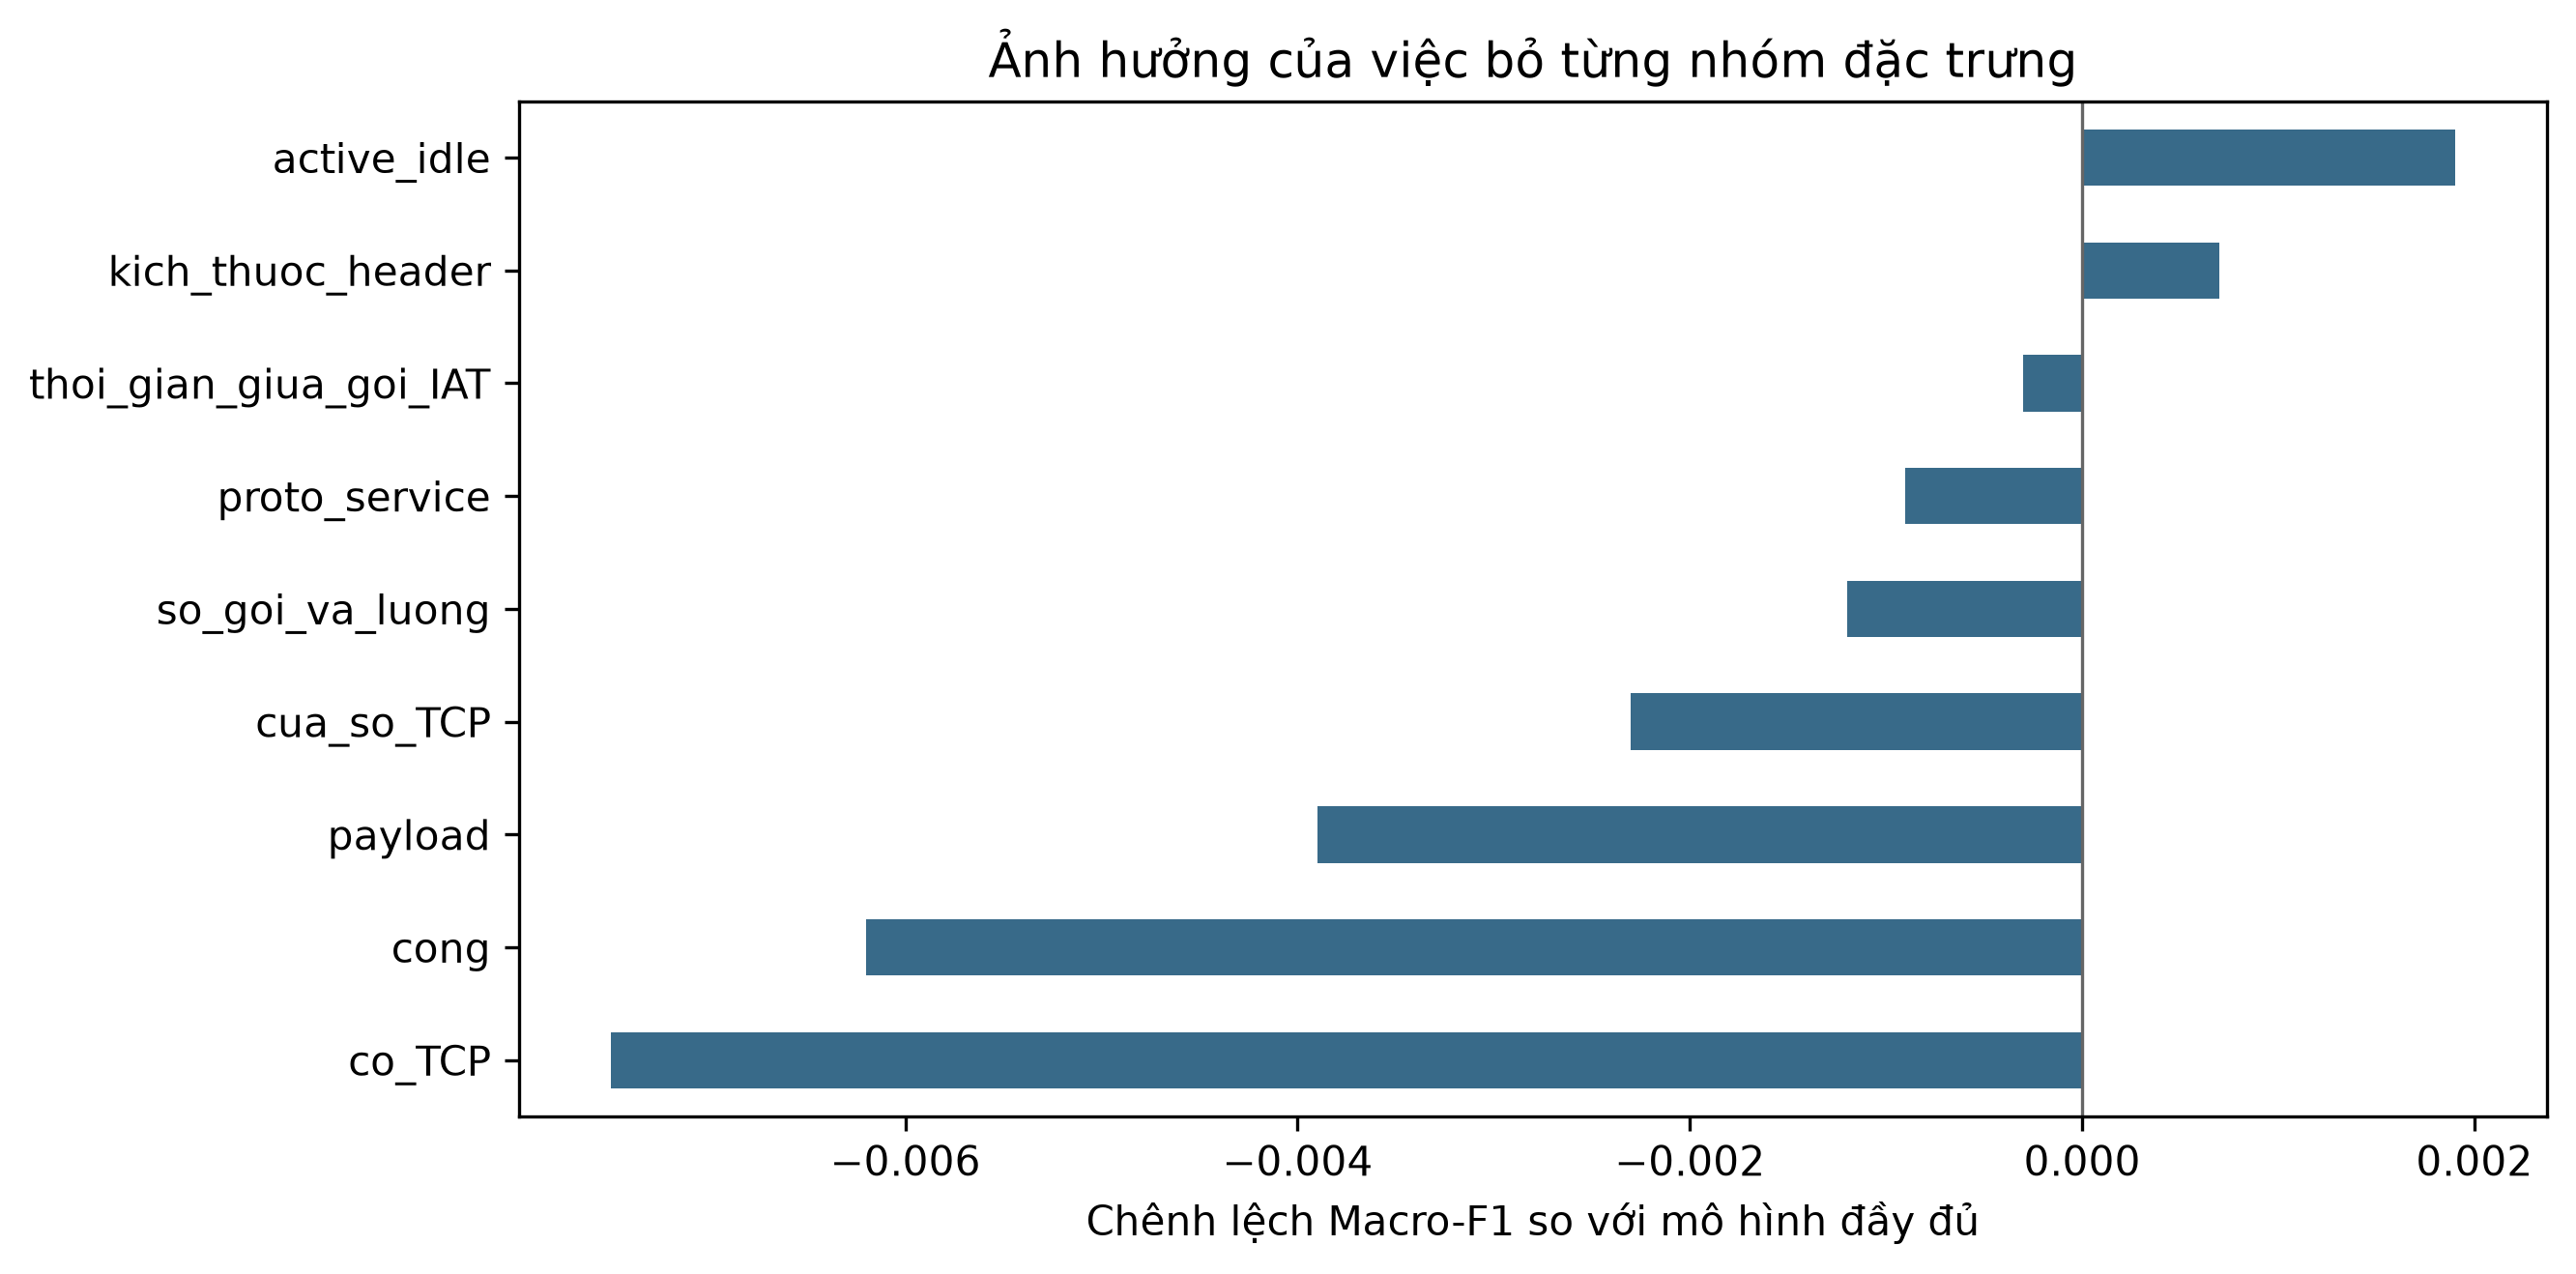 Ảnh hưởng của việc bỏ từng nhóm đặc trưng
active_idle
kich_thuoc_header
thoi_gian_giua_goi_IAT
proto_service
so_goi_va_luong
cua_so_TCP
payload
cong
co_TCP
−0.006 −0.004 −0.002 0.000 0.002
Chênh lệch Macro-F1 so với mô hình đầy đủ